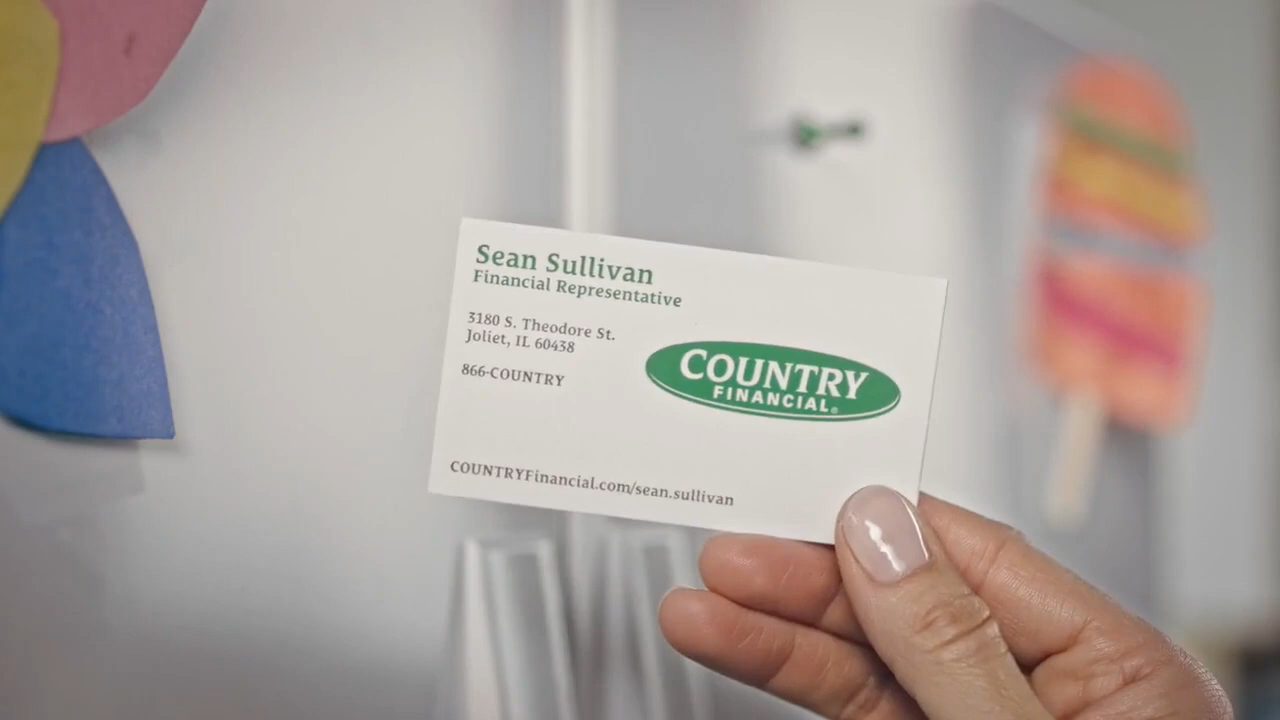 Sean Sullivan
Financial Representative
3180 S. Theodore St.
Joliet, IL 60438
866-COUNTRY
COUNTRY
FINANCIAL®
COUNTRYFinancial.com/sean.sullivan